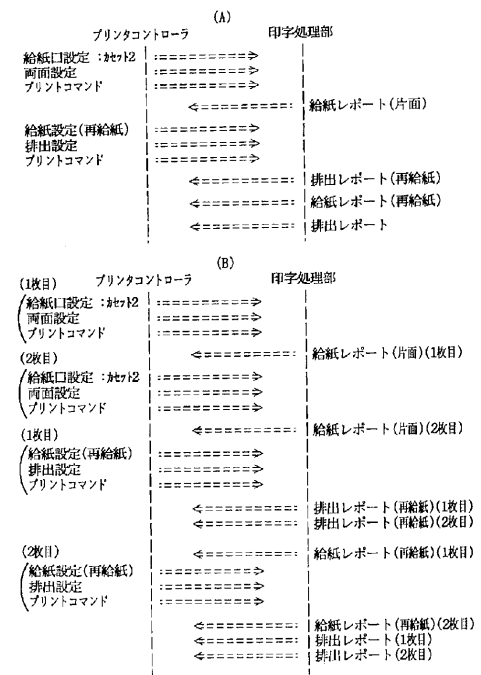 (A)
プリンタコントローラ 印字処理部
給紙口設定:カセット2
両面設定
プリントコマンド
給紙レポート(片面)
給紙設定(再給紙)
排出設定
プリントコマンド
排出レポート(再給紙)
給紙レポート(再給紙)
排出レポート
(B)
プリンタコントローラ 印字処理部
(1枚目)
給紙口設定:カセット2
両面設定
プリントコマンド
給紙レポート(片面)(1枚目)
(2枚目)
給紙口設定:カセット2
両面設定
プリントコマンド
給紙レポート(片面)(2枚目)
(1枚目)
給紙設定(再給紙)
排出設定
プリントコマンド
排出レポート(再給紙)(1枚目)
排出レポート(再給紙)(2枚目)
給紙レポート(再給紙)(1枚目)
(2枚目)
給紙設定(再給紙)
排出設定
プリントコマンド
給紙レポート(再給紙)(2枚目)
排出レポート(1枚目)
排出レポート(2枚目)